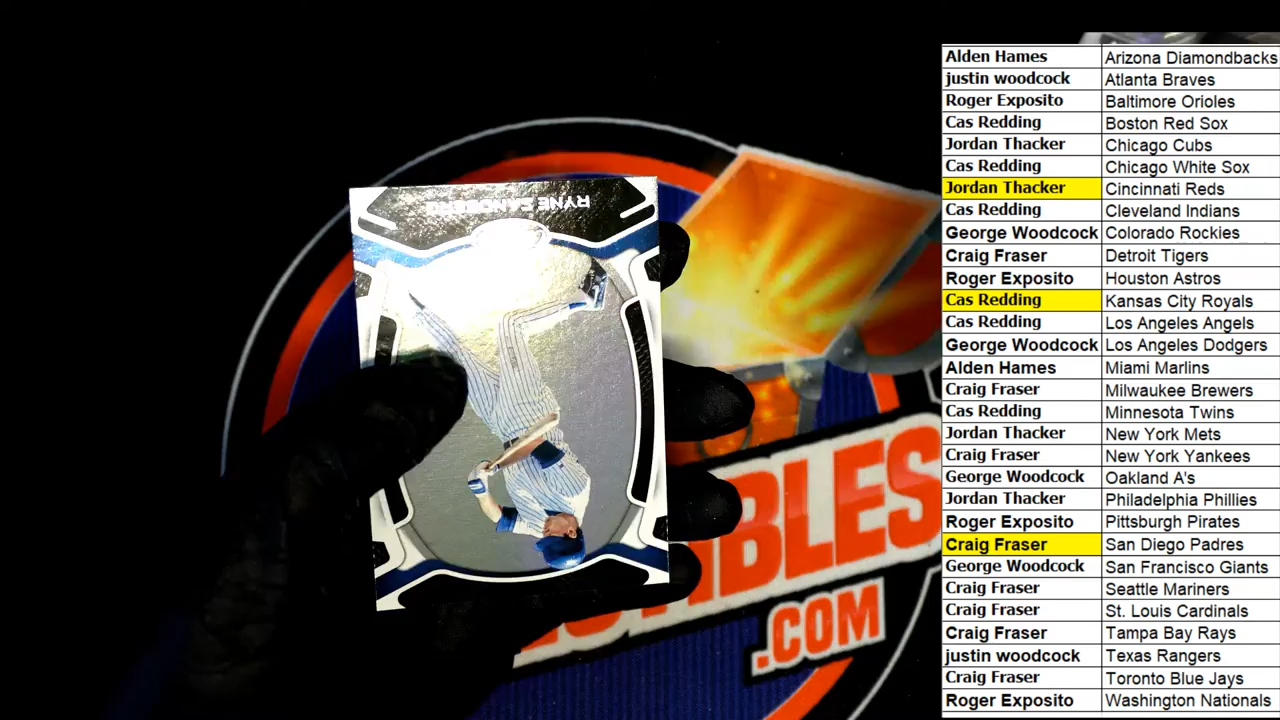 RYNE SANDBERG
BLES
.COM
Alden Hames Arizona Diamondbacks
justin woodcock Atlanta Braves
Roger Exposito Baltimore Orioles
Cas Redding Boston Red Sox
Jordan Thacker Chicago Cubs
Cas Redding Chicago White Sox
Jordan Thacker Cincinnati Reds
Cas Redding Cleveland Indians
George Woodcock Colorado Rockies
Craig Fraser Detroit Tigers
Roger Exposito Houston Astros
Cas Redding Kansas City Royals
Cas Redding Los Angeles Angels
George Woodcock Los Angeles Dodgers
Alden Hames Miami Marlins
Craig Fraser Milwaukee Brewers
Cas Redding Minnesota Twins
Jordan Thacker New York Mets
Craig Fraser New York Yankees
George Woodcock Oakland A's
Jordan Thacker Philadelphia Phillies
Roger Exposito Pittsburgh Pirates
Craig Fraser San Diego Padres
George Woodcock San Francisco Giants
Craig Fraser Seattle Mariners
Craig Fraser St. Louis Cardinals
Craig Fraser Tampa Bay Rays
justin woodcock Texas Rangers
Craig Fraser Toronto Blue Jays
Roger Exposito Washington Nationals